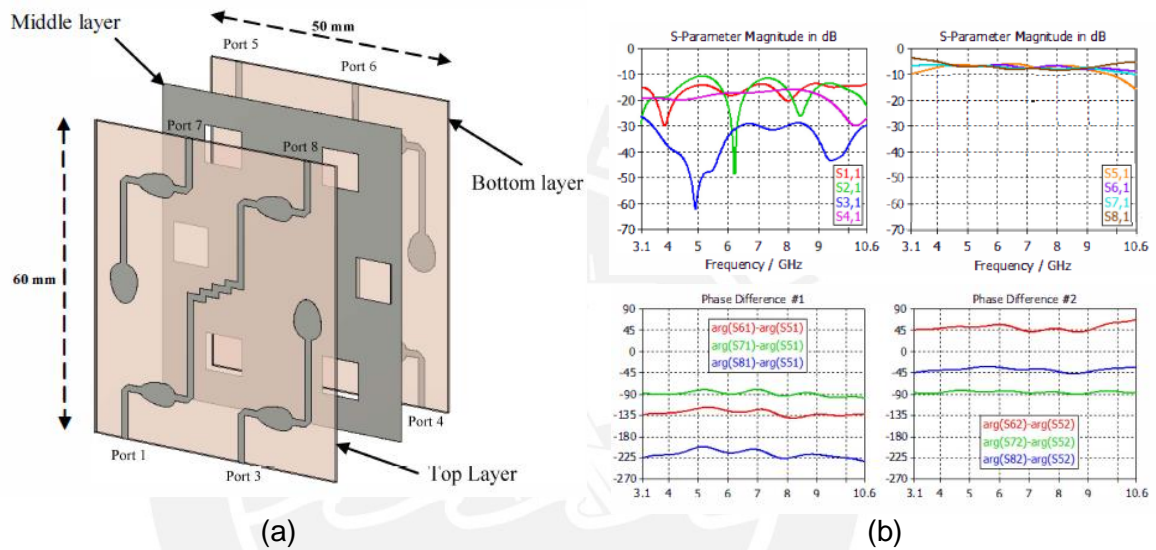 Middle layer
50 mm
Port 5
Port 6
Port 7
Port 8
Bottom layer
60 mm
Port 4
Port 1
Port 3
Top Layer
(a)
S-Parameter Magnitude in dB
0
-10
-20
-30
-40
-50
-60
-70
S1,1
S2,1
S3,1
S4,1
3.1 4 5 6 7 8 9 10.6
Frequency / GHz
S-Parameter Magnitude in dB
0
-10
-20
-30
-40
-50
-60
-70
S5,1
S6,1
S7,1
S8,1
3.1 4 5 6 7 8 9 10.6
Frequency / GHz
Phase Difference #1
90
45
0
-45
-90
-135
-180
-225
-270
arg(S61)-arg(S51)
arg(S71)-arg(S51)
arg(S81)-arg(S51)
3.1 4 5 6 7 8 9 10.6
Frequency / GHz
Phase Difference #2
90
45
0
-45
-90
-135
-180
-225
-270
arg(S62)-arg(S52)
arg(S72)-arg(S52)
arg(S82)-arg(S52)
3.1 4 5 6 7 8 9 10.6
Frequency / GHz
(b)